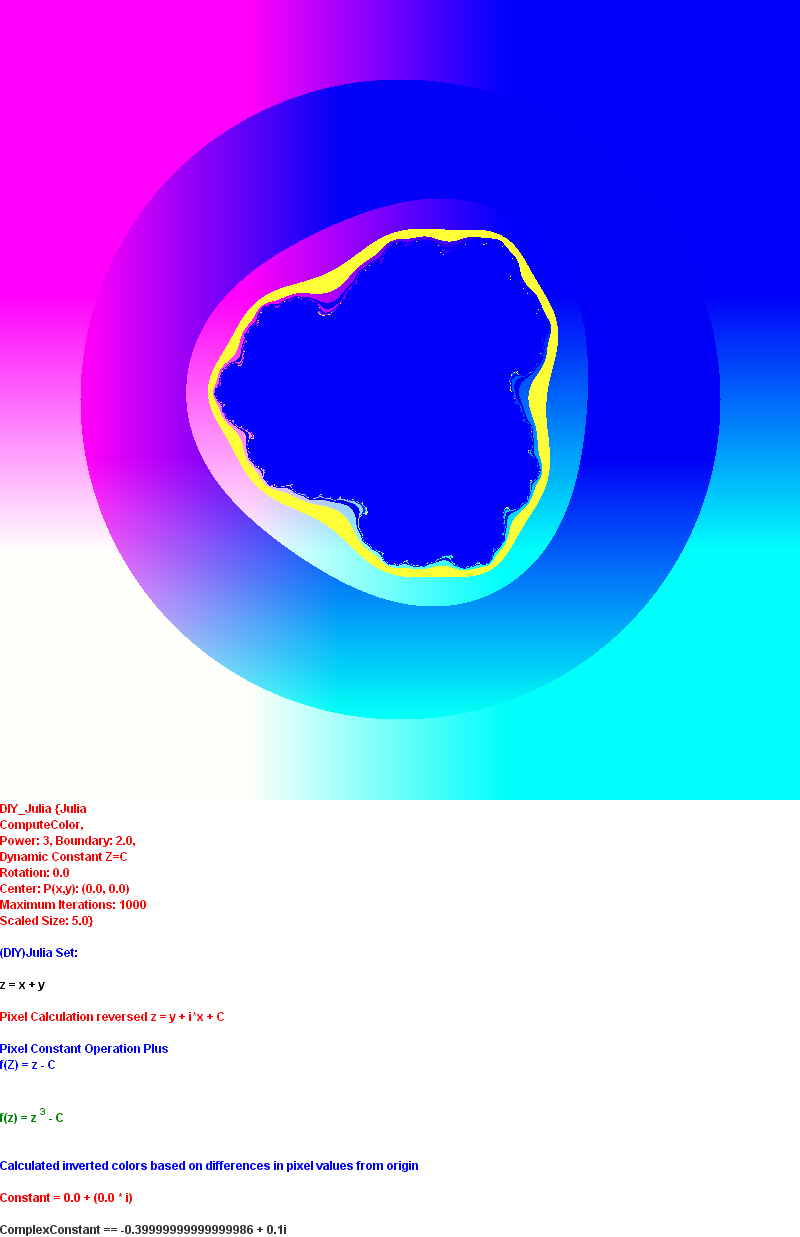 DIY_Julia {Julia
ComputeColor,
Power: 3, Boundary: 2.0,
Dynamic Constant Z=C
Rotation: 0.0
Center: P(x,y): (0.0, 0.0)
Maximum Iterations: 1000
Scaled Size: 5.0}
(DIY)Julia Set:
z = x + y
Pixel Calculation reversed z = y + i*x + C
Pixel Constant Operation Plus
f(Z) = z - C
f(z) = z 3 - C
Calculated inverted colors based on differences in pixel values from origin
Constant = 0.0 + (0.0 * i)
ComplexConstant == -0.39999999999999986 + 0.1i